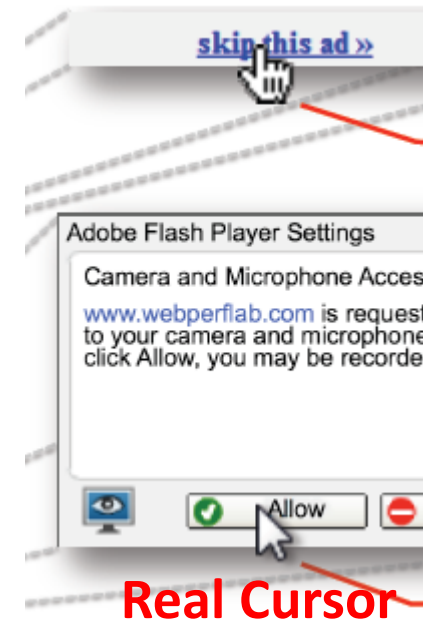 skip this ad »
Adobe Flash Player Settings
Camera and Microphone Acces
www.webperflab.com is request
to your camera and microphone
click Allow, you may be recorde
Allow
Real Cursor